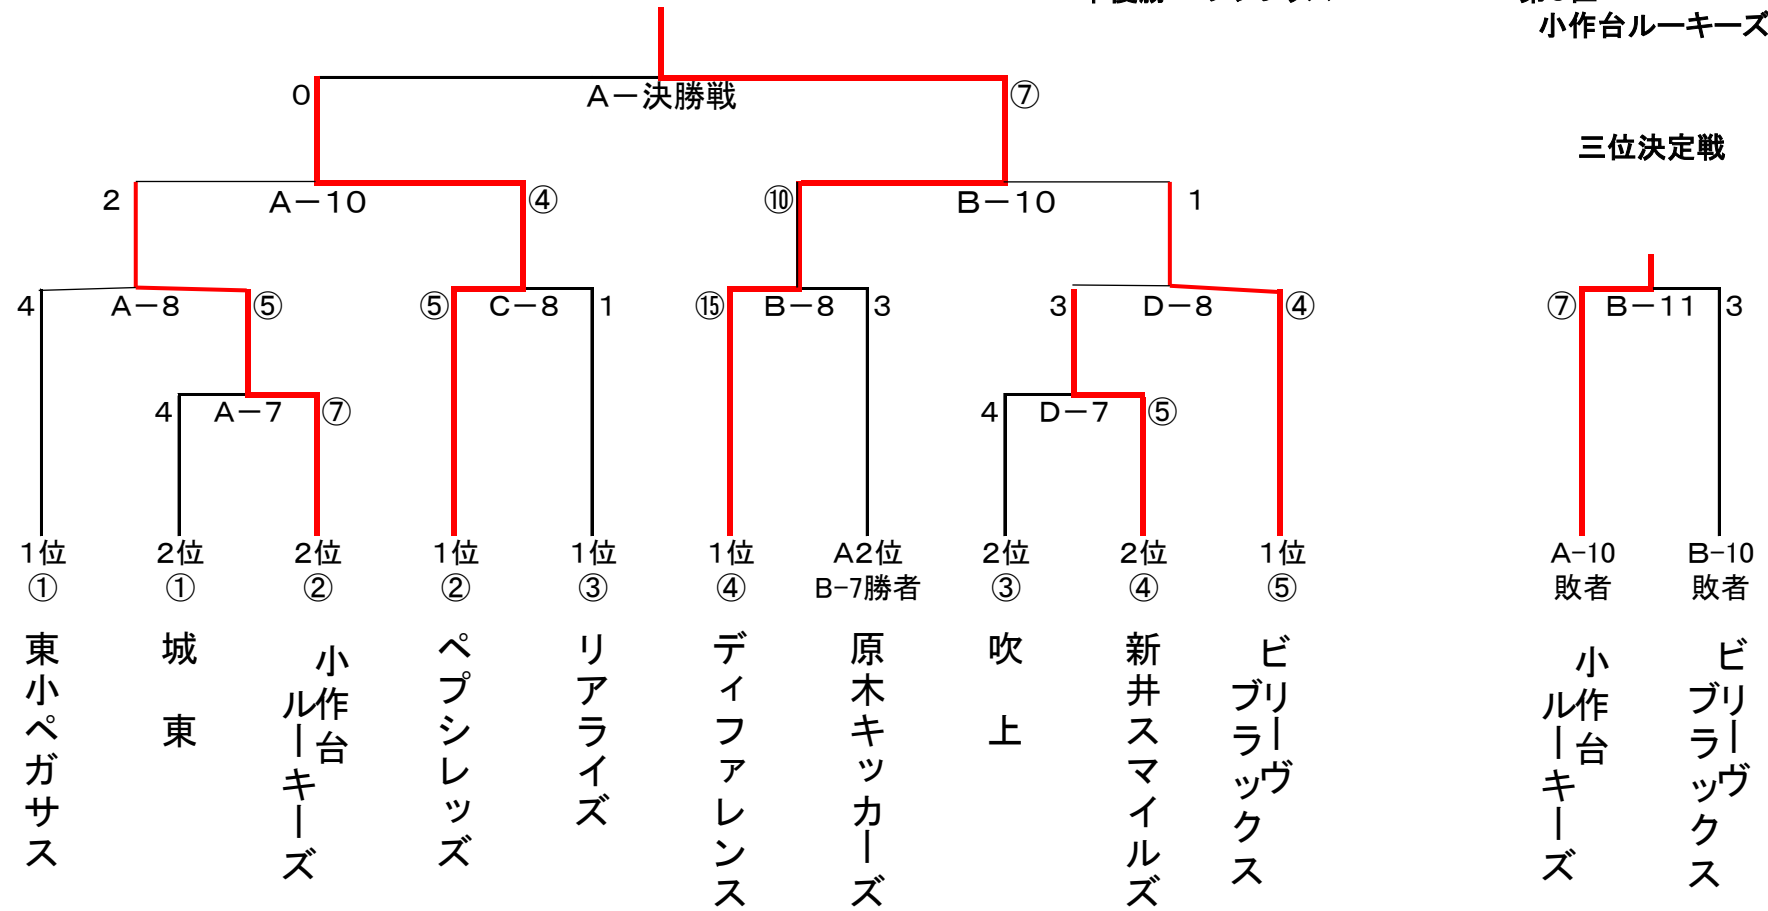 小作台ルーキーズ
0
A－決勝戦
⑦
三位決定戦
2
A－10
④
⑩
B－10
1
4
A－8
⑤
⑤
C－8
1
⑮
B－8
3
3
D－8
④
⑦
B－11
3
4
A－7
⑦
4
D－7
⑤
1位
①
2位
①
2位
②
1位
②
1位
③
1位
④
A2位
B-7勝者
2位
③
2位
④
1位
⑤
A-10
敗者
B-10
敗者
東小ペガサス
城東
小作台
ルーキーズ
ペプシレッズ
リアライズ
ディファレンス
原木キッカーズ
吹上
新井スマイルズ
ビリーヴ
ブラックス
小作台
ルーキーズ
ビリーヴ
ブラックス